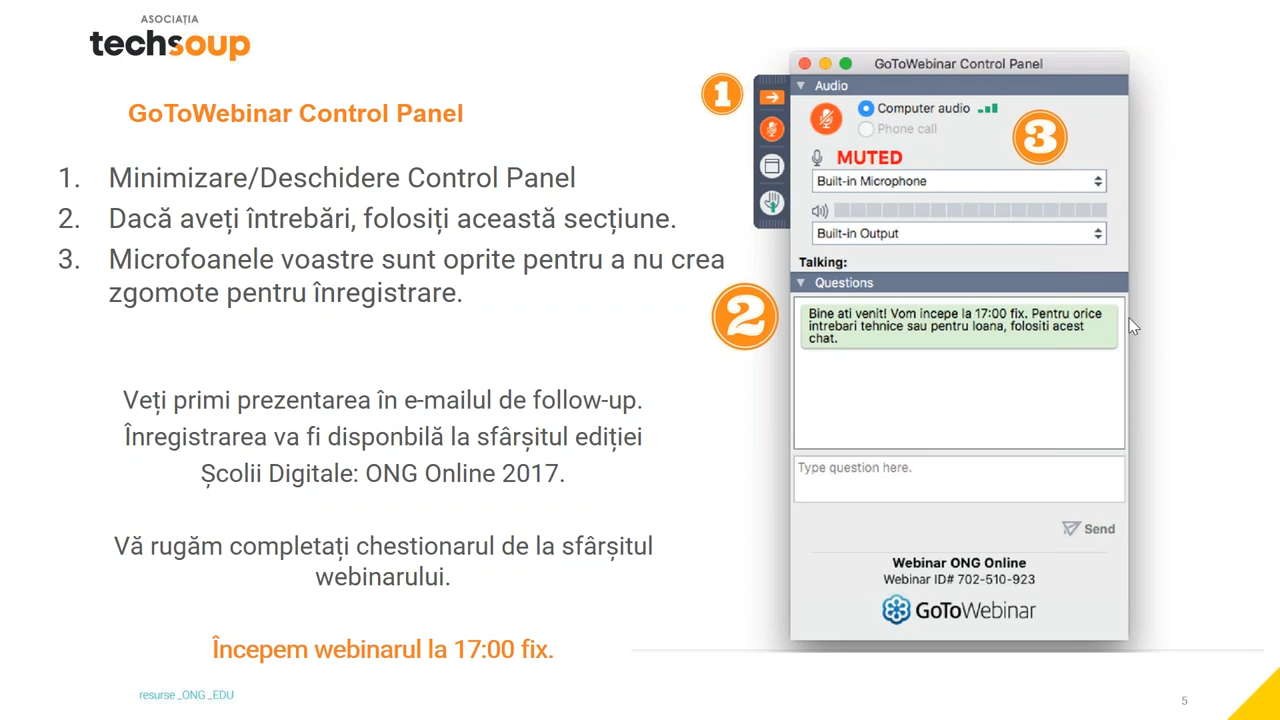 ASOCIAȚIA
techsoup
GoToWebinar Control Panel
1. Minimizare/Deschidere Control Panel
2. Dacă aveți întrebări, folosiți această secțiune.
3. Microfoanele voastre sunt oprite pentru a nu crea
zgomote pentru înregistrare.
Veți primi prezentarea în e-mailul de follow-up.
Înregistrarea va fi disponbilă la sfârșitul ediției
Școlii Digitale: ONG Online 2017.
Vă rugăm completați chestionarul de la sfârșitul
webinarului.
Începem webinarul la 17:00 fix.
resurse_ONG_EDU
1
2
3
GoToWebinar Control Panel
Audio
Computer audio
Phone call
MUTED
Built-in Microphone
Built-in Output
Talking:
Questions
Bine ati venit! Vom incepe la 17:00 fix. Pentru orice
intrebari tehnice sau pentru Ioana, folositi acest
chat.
Type question here.
Send
Webinar ONG Online
Webinar ID# 702-510-923
GoToWebinar
5